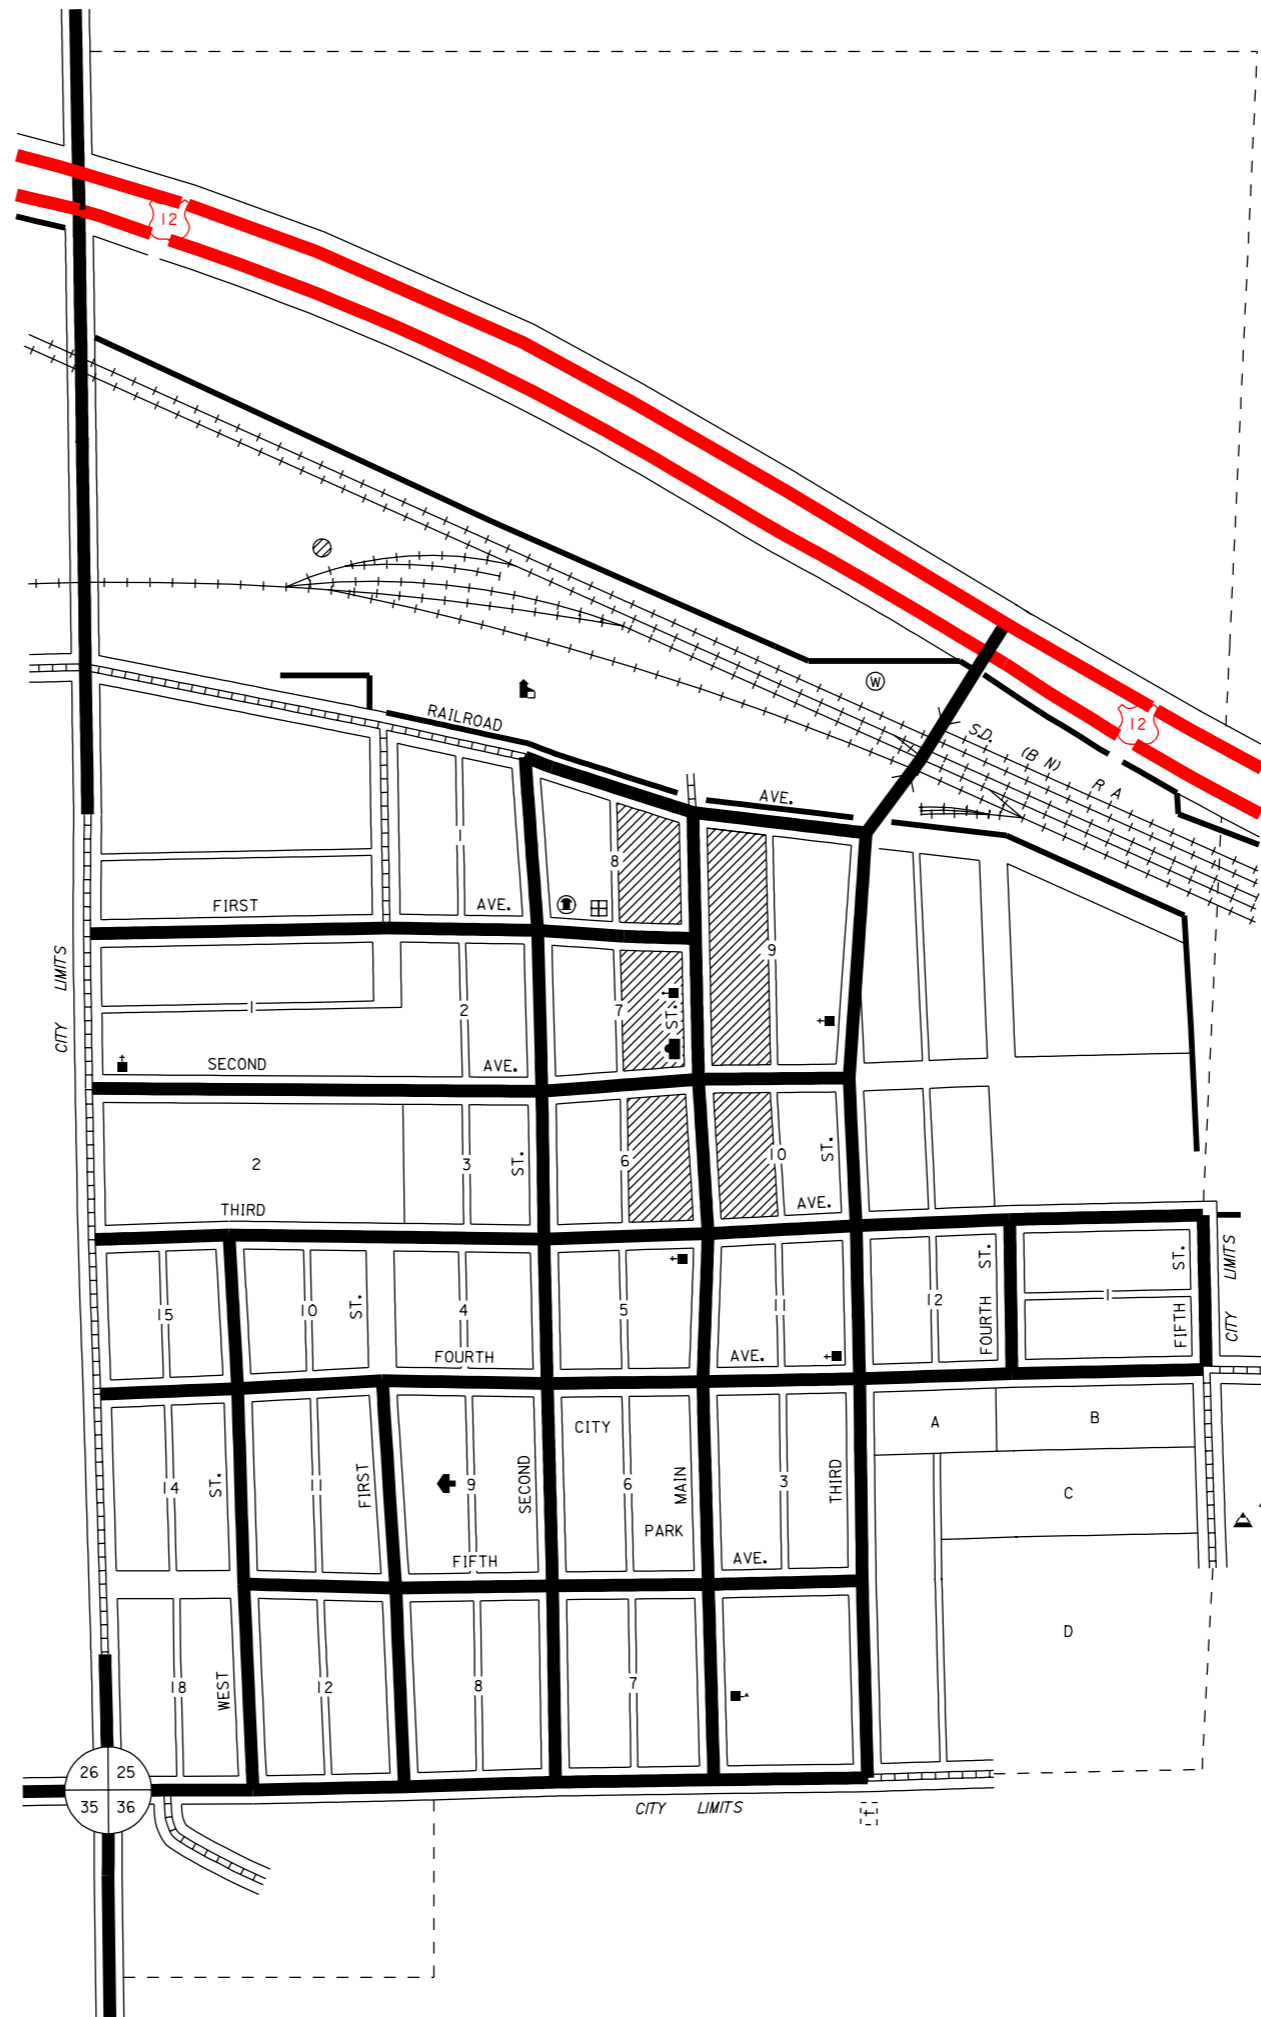 12
W
RAILROAD
AVE.
S.D. (B N) R A
12
1
8
FIRST AVE.
9
CITY LIMITS
1
2
7
ST.
SECOND AVE.
2
3
ST.
6
10
ST.
THIRD
AVE.
15
10
ST.
4
5
11
12
FOURTH ST.
1
FIFTH ST.
CITY LIMITS
FOURTH
AVE.
CITY
A
B
14
ST.
11
FIRST
9
SECOND
6
MAIN
3
THIRD
C
PARK
FIFTH
AVE.
D
18
WEST
12
8
7
26 25
35 36
CITY LIMITS